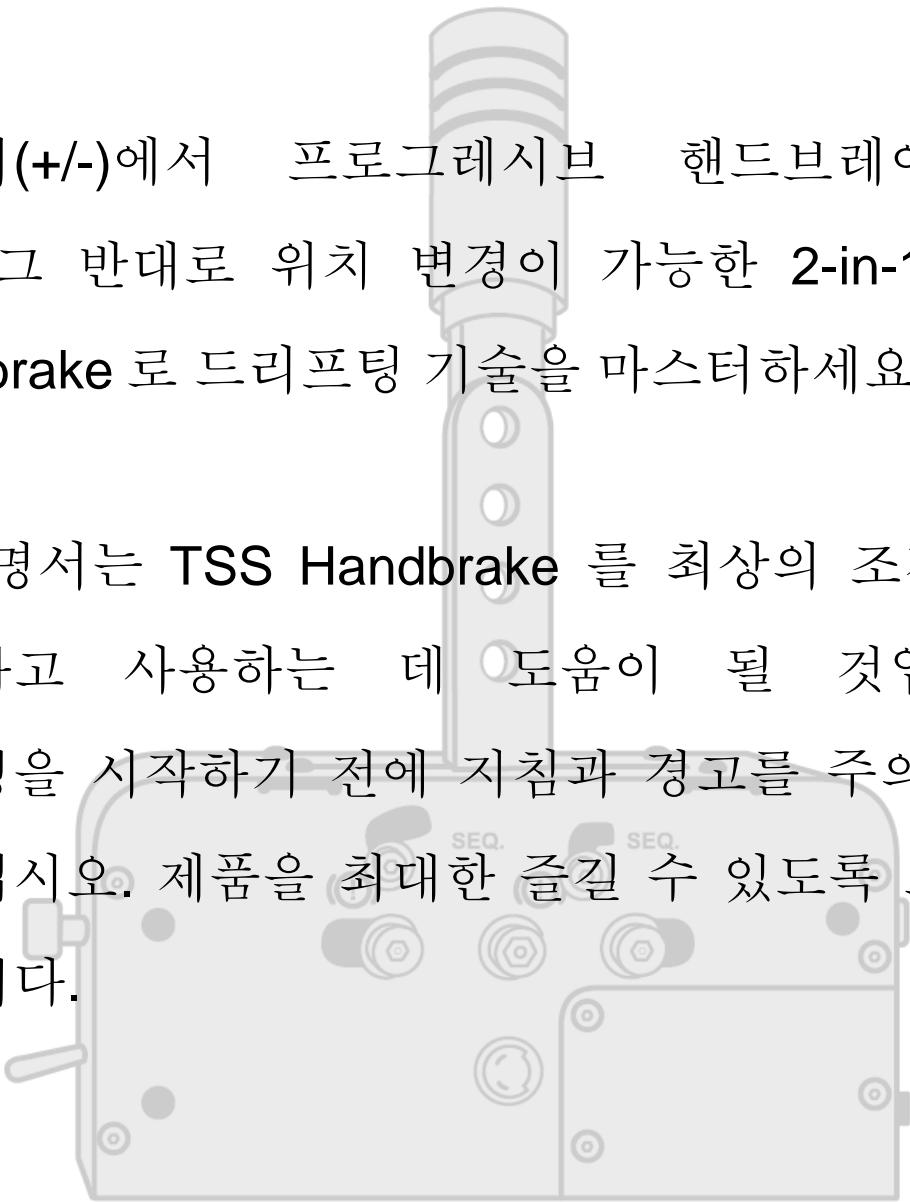 (+/-)에서 프로그레시브 핸드브레
그 반대로 위치 변경이 가능한 2-in-1
brake 로 드리프팅 기술을 마스터하세요
명서는 TSS Handbrake 를 최상의
하고 사용하는 데 도움이 될
을 시작하기 전에 지침과 경고를 주의
SEQ. SEQ.
십시오. 제품을 최대한 즐길 수 있도록
니다.